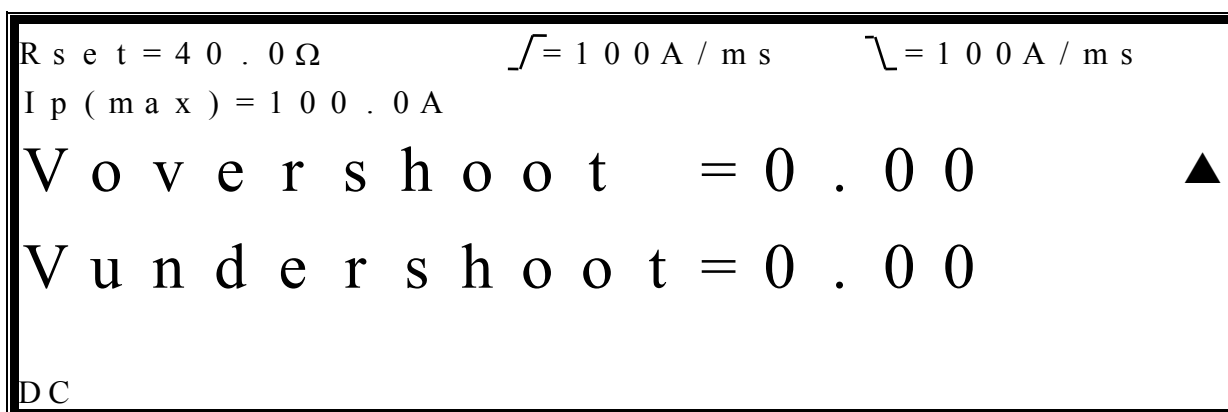 Rset=40.0Ω =100A/ms =100A/ms
Ip(max)=100.0A
Vovershoot =0.00 ▲
Vundershoot=0.00
DC